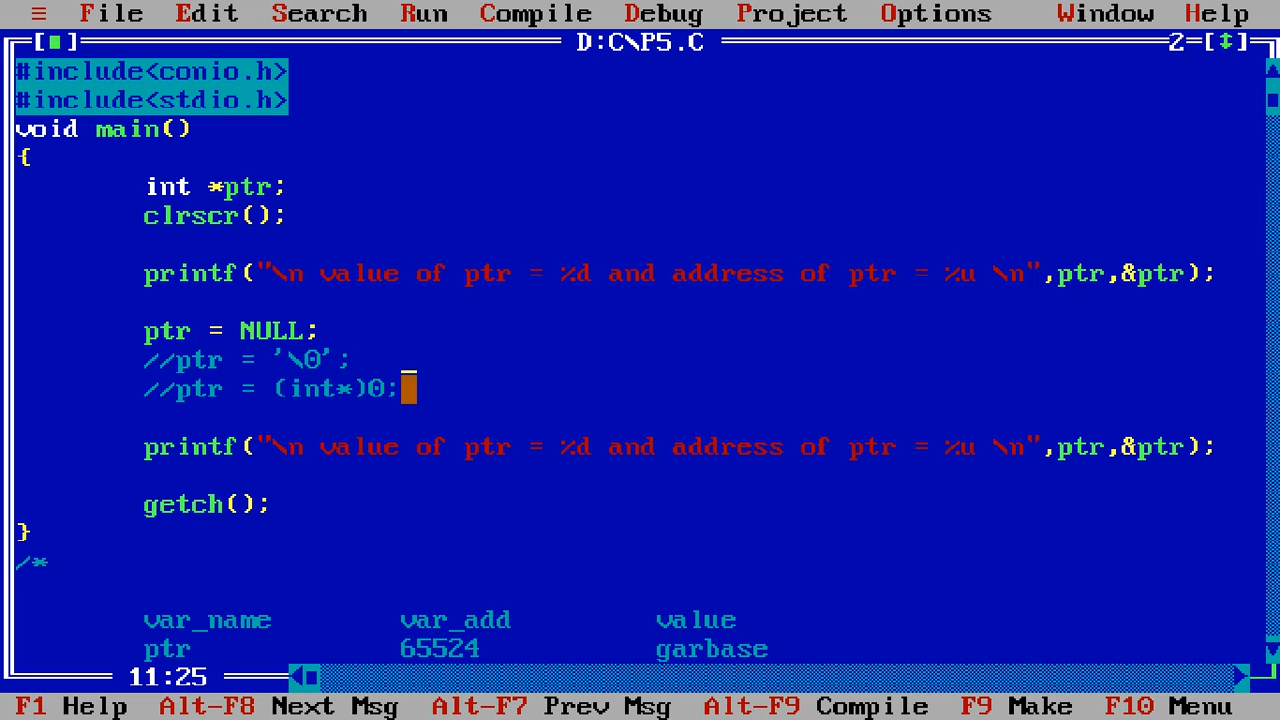 ≡ File Edit Search Run Compile Debug Project Options Window Help
[■] D:C\P5.C 2=[↕]
#include<conio.h>
#include<stdio.h>
void main()
{
int *ptr;
clrscr();
printf("\n value of ptr = %d and address of ptr = %u \n",ptr,&ptr);
ptr = NULL;
//ptr = '\0';
//ptr = (int*)0;
printf("\n value of ptr = %d and address of ptr = %u \n",ptr,&ptr);
getch();
}
/*
var_name var_add value
ptr 65524 garbase
11:25
F1 Help Alt-F8 Next Msg Alt-F7 Prev Msg Alt-F9 Compile F9 Make F10 Menu